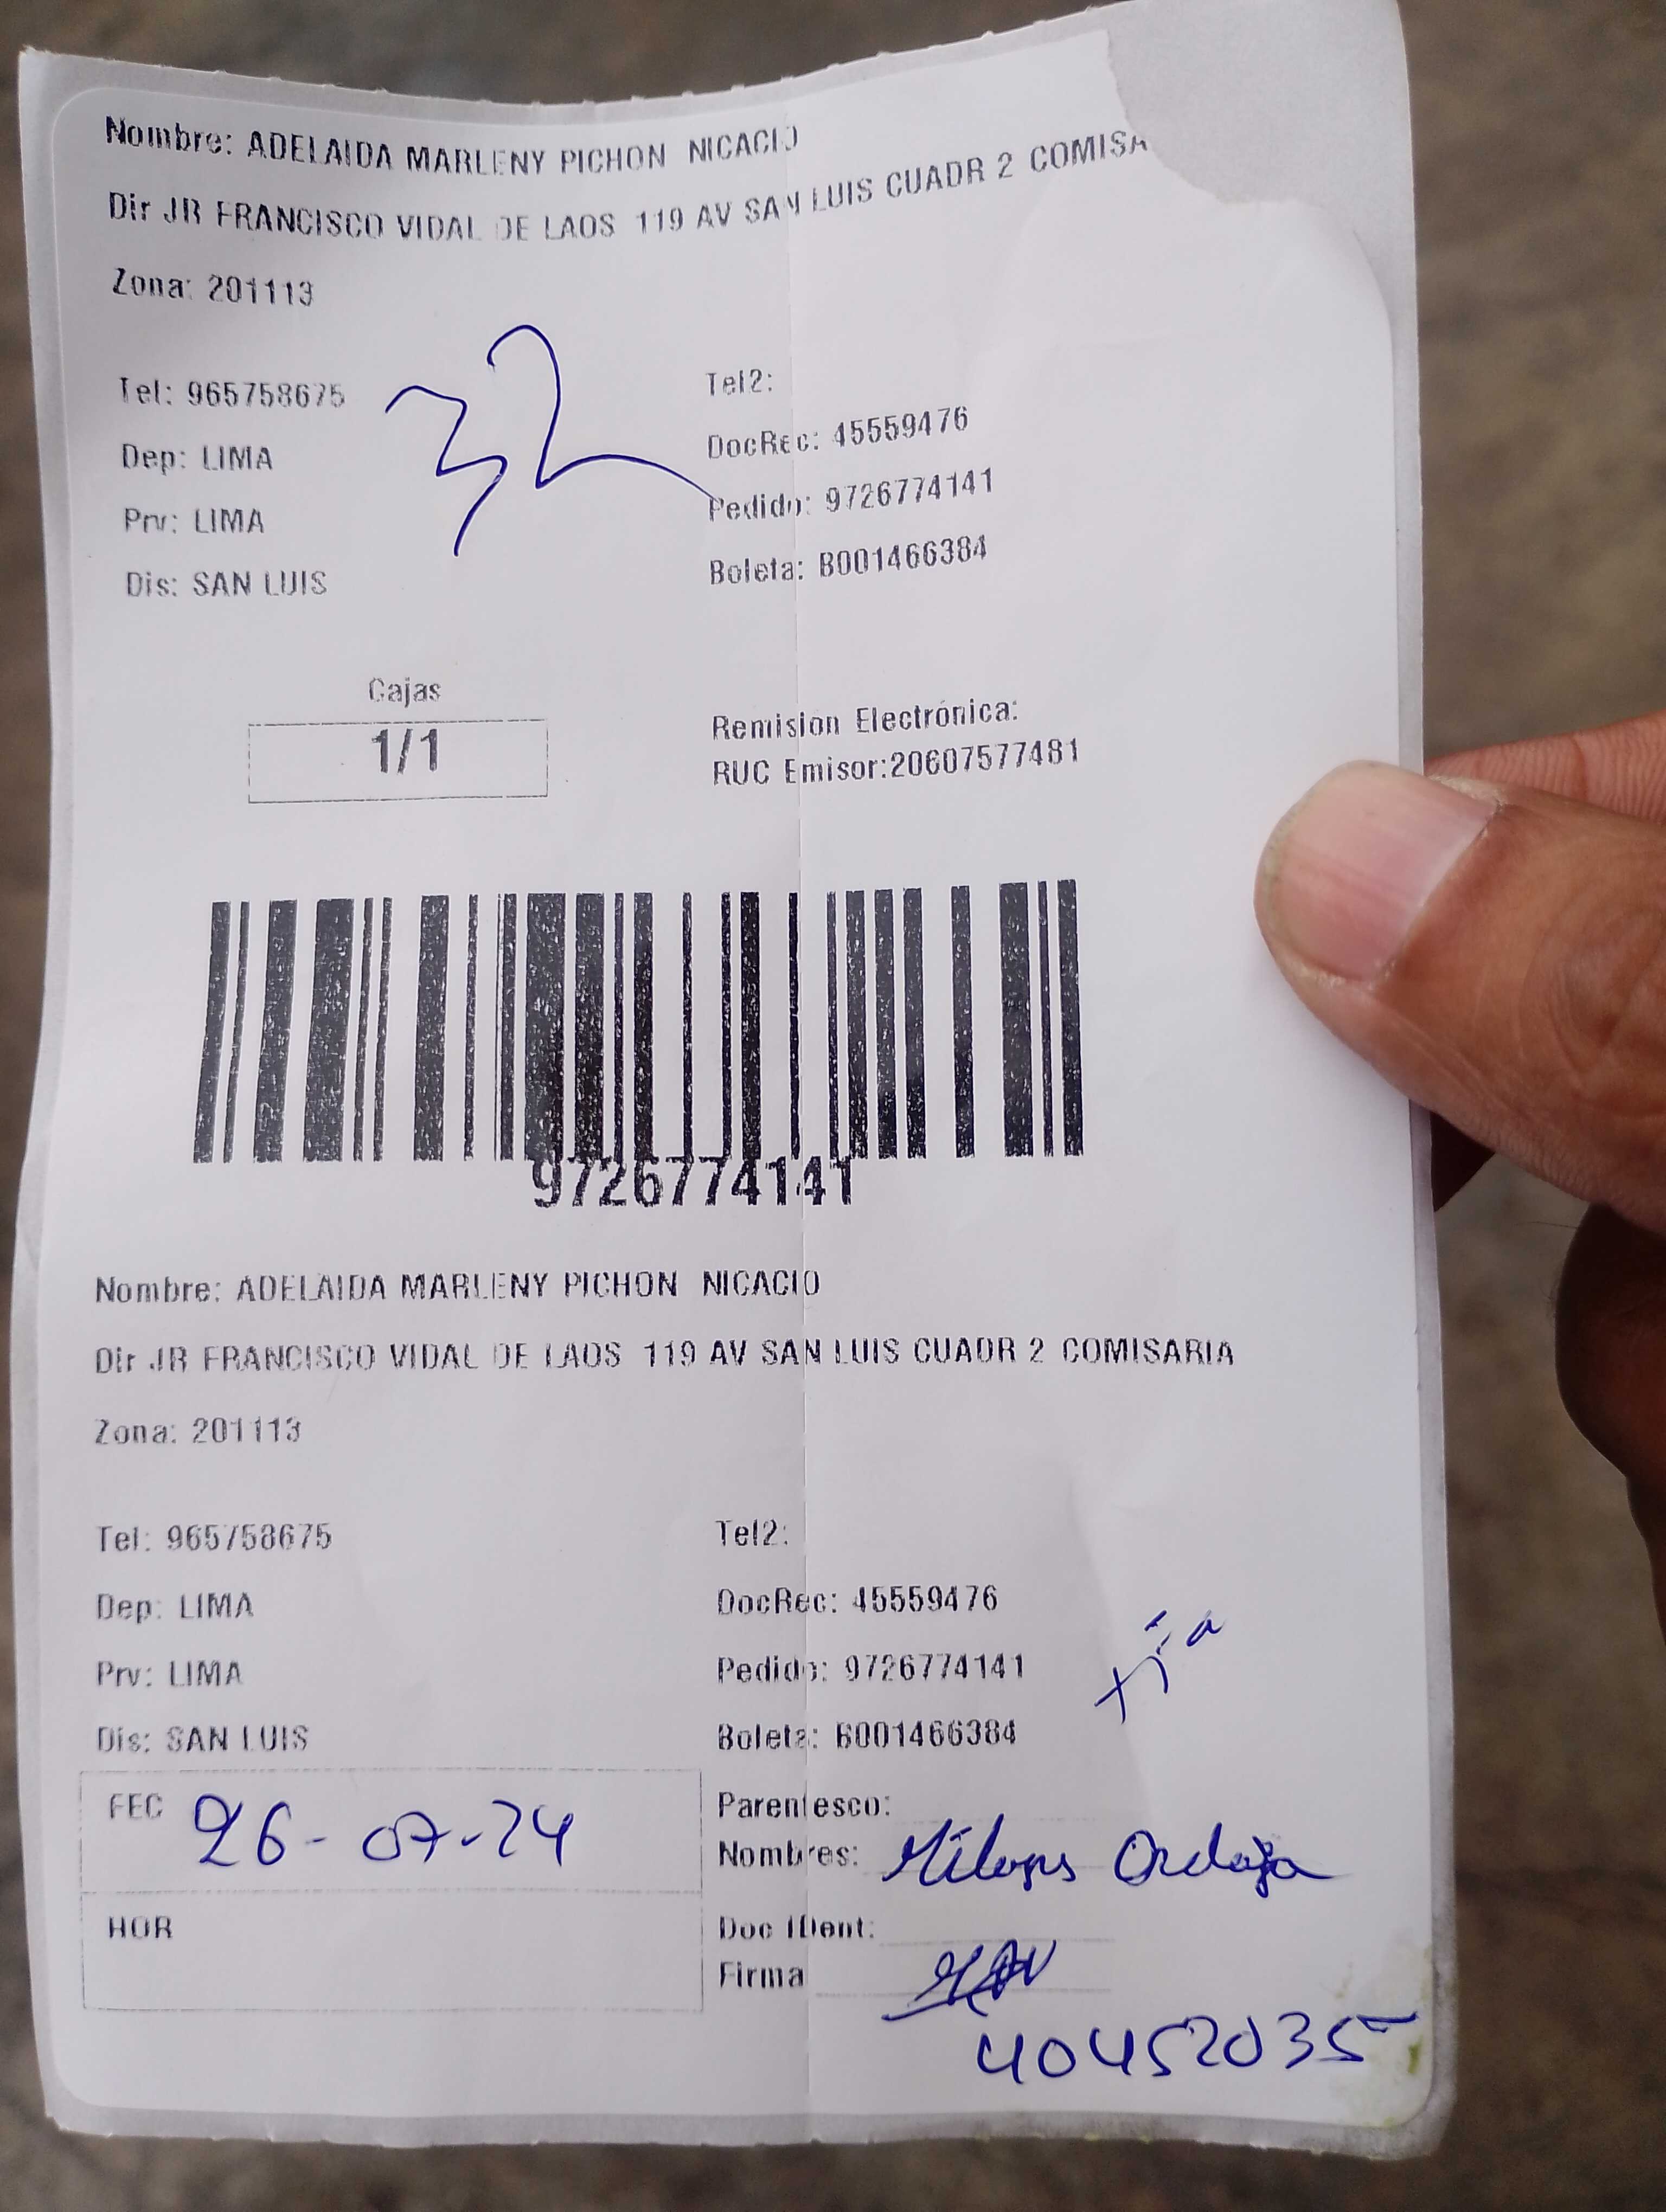 Nombre: ADELAIDA MARLENY PICHON NICACIO
Dir JR FRANCISCO VIDAL DE LAOS 119 AV SAN LUIS CUADR 2 COMISA
Zona: 201113
32
Tel: 965758675 Tel2:
Dep: LIMA DocRec: 45559476
Prv: LIMA Pedido: 9726774141
Dis: SAN LUIS Boleta: B001466384
Cajas
1/1
Remision Electrónica:
RUC Emisor:20607577481
9726774141
Nombre: ADELAIDA MARLENY PICHON NICACIO
Dir JR FRANCISCO VIDAL DE LAOS 119 AV SAN LUIS CUADR 2 COMISARIA
Zona: 201113
Tel: 965758675 Tel2:
Dep: LIMA DocRec: 45559476
Prv: LIMA Pedido: 9726774141
Dis: SAN LUIS Boleta: B001466384
tía
FEC 26-07-24
Parentesco:
Nombres:
HOR
Doc IDent:
Firma
40452035